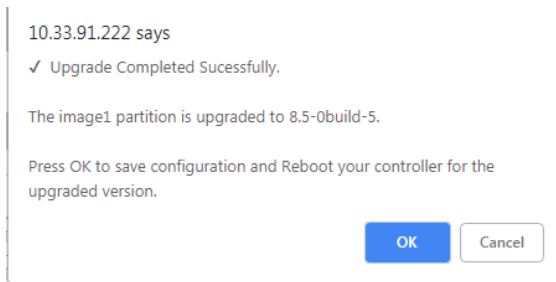 10.33.91.222 says
✓ Upgrade Completed Sucessfully.
The image1 partition is upgraded to 8.5-0build-5.
Press OK to save configuration and Reboot your controller for the
upgraded version.
OK
Cancel